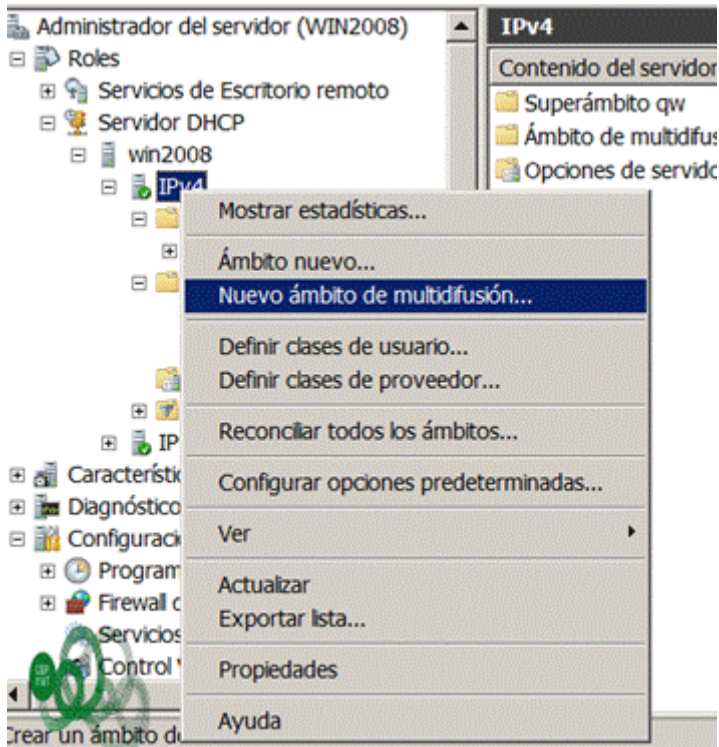 Administrador del servidor (WIN2008)
Roles
Servicios de Escritorio remoto
Servidor DHCP
win2008
IPv4
IP
Característic
Diagnóstico
Configuraci
Program
Firewall
Servicios
Control
Crear un ámbito de
IPv4
Contenido del servidor
Superámbito qw
Ámbito de multidifus
Opciones de servido
Mostrar estadísticas...
Ámbito nuevo...
Nuevo ámbito de multidifusión...
Definir clases de usuario...
Definir clases de proveedor...
Reconciliar todos los ámbitos...
Configurar opciones predeterminadas...
Ver
Actualizar
Exportar lista...
Propiedades
Ayuda